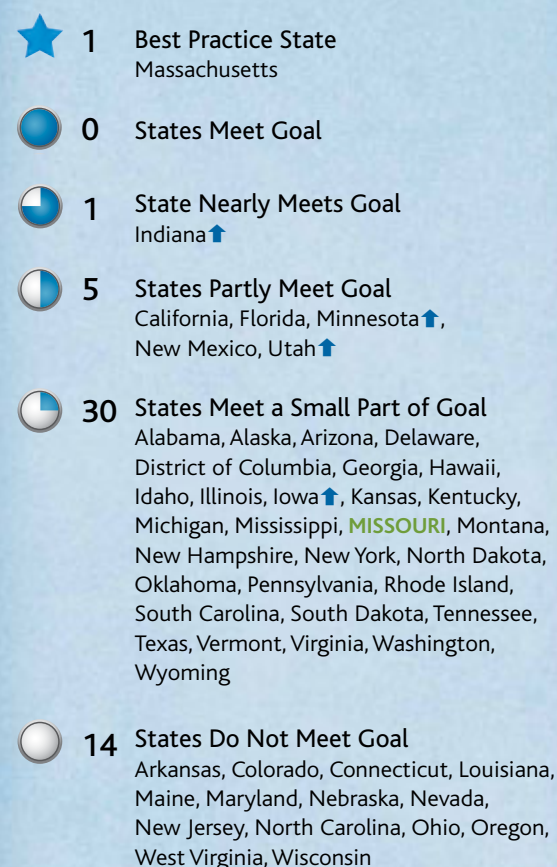 1 Best Practice State
Massachusetts
0 States Meet Goal
1 State Nearly Meets Goal
Indiana⬆
5 States Partly Meet Goal
California, Florida, Minnesota⬆,
New Mexico, Utah⬆
30 States Meet a Small Part of Goal
Alabama, Alaska, Arizona, Delaware,
District of Columbia, Georgia, Hawaii,
Idaho, Illinois, Iowa⬆, Kansas, Kentucky,
Michigan, Mississippi, MISSOURI, Montana,
New Hampshire, New York, North Dakota,
Oklahoma, Pennsylvania, Rhode Island,
South Carolina, South Dakota, Tennessee,
Texas, Vermont, Virginia, Washington,
Wyoming
14 States Do Not Meet Goal
Arkansas, Colorado, Connecticut, Louisiana,
Maine, Maryland, Nebraska, Nevada,
New Jersey, North Carolina, Ohio, Oregon,
West Virginia, Wisconsin